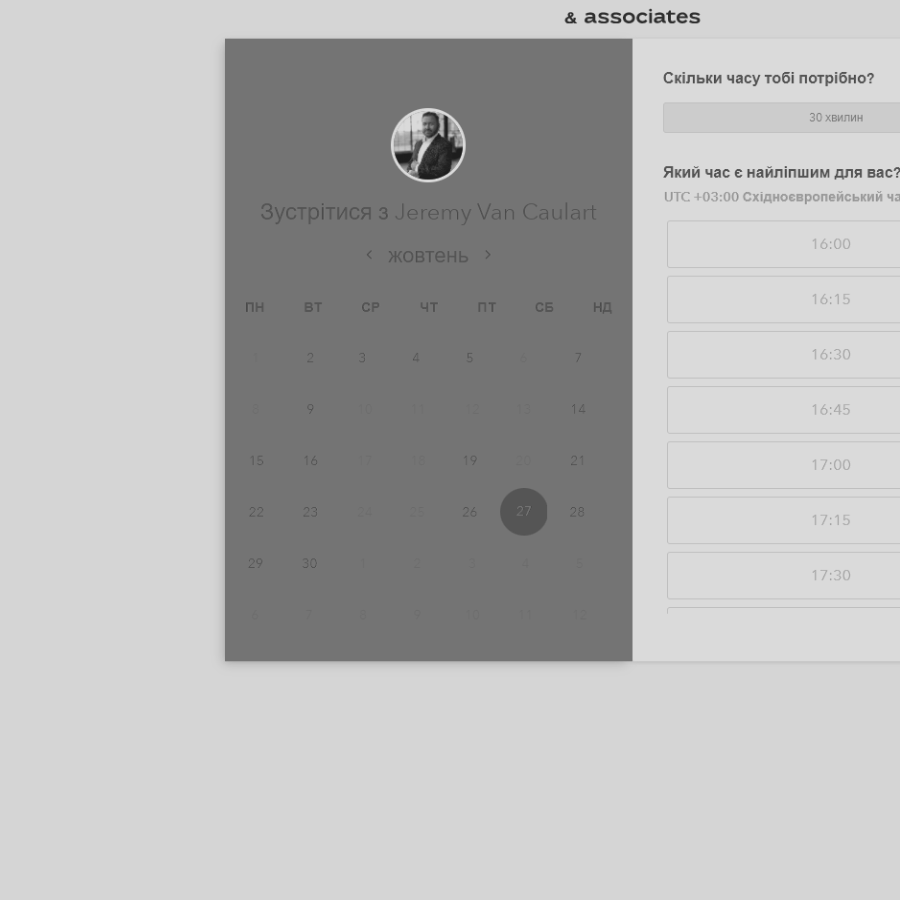 & associates
Зустрітися з Jeremy Van Caulart
‹ жовтень ›
ПН ВТ СР ЧТ ПТ СБ НД
1 2 3 4 5 6 7
8 9 10 11 12 13 14
15 16 17 18 19 20 21
22 23 24 25 26 27 28
29 30 1 2 3 4 5
6 7 8 9 10 11 12
Скільки часу тобі потрібно?
30 хвилин
Який час є найліпшим для вас?
UTC +03:00 Східноєвропейський
16:00
16:15
16:30
16:45
17:00
17:15
17:30